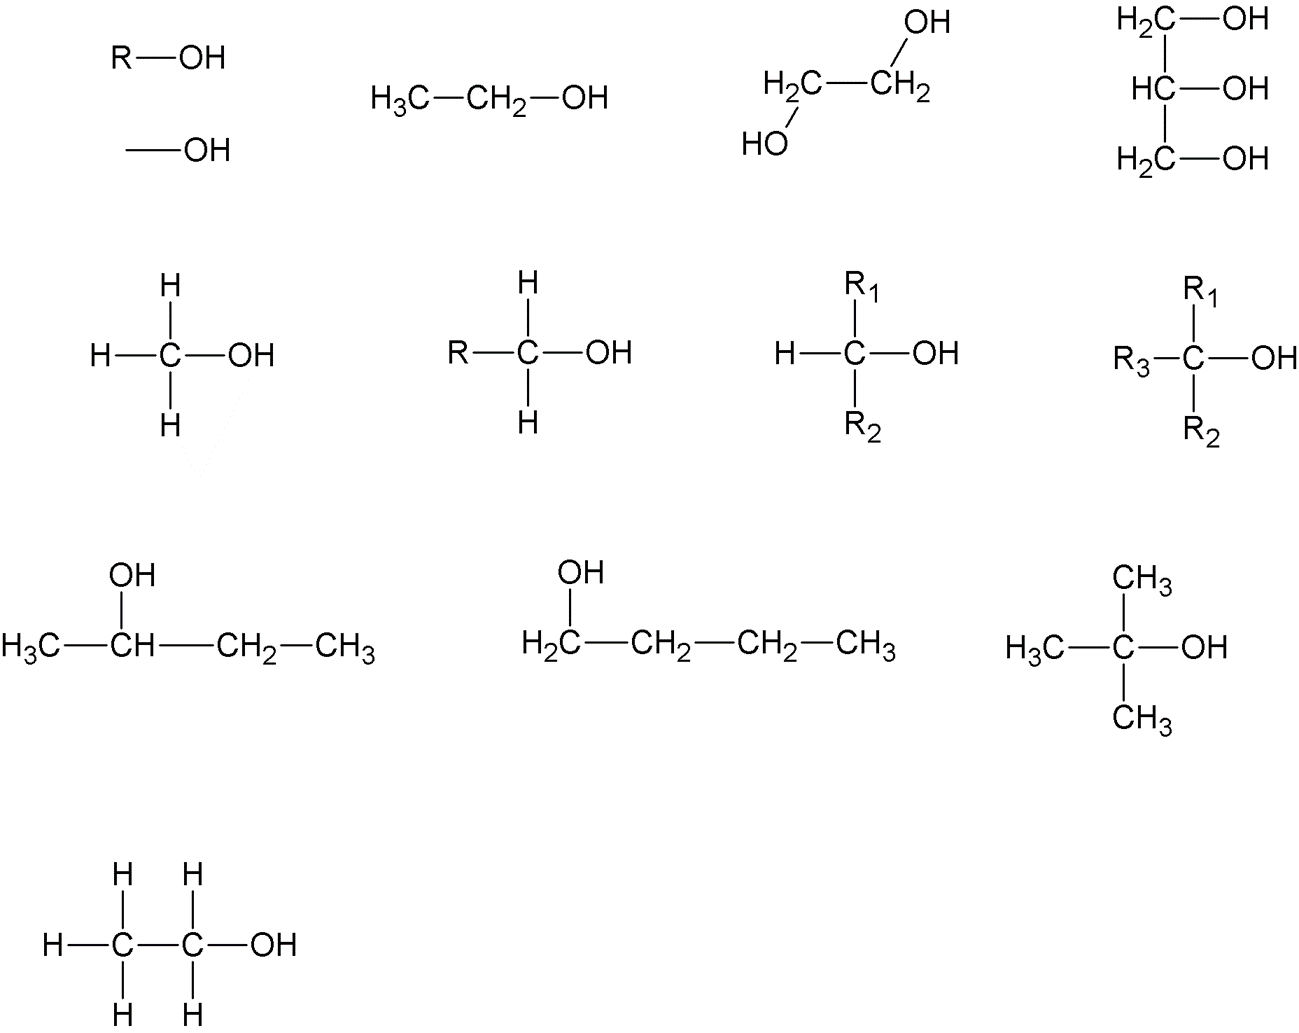 R—OH
—OH
H3C—CH2—OH
OH
H2C—CH2
HO
H2C—OH
HC—OH
H2C—OH
H
H—C—OH
H
H
R—C—OH
H
R1
H—C—OH
R2
R1
R3—C—OH
R2
OH
H3C—CH—CH2—CH3
OH
H2C—CH2—CH2—CH3
CH3
H3C—C—OH
CH3
H H
H—C—C—OH
H H